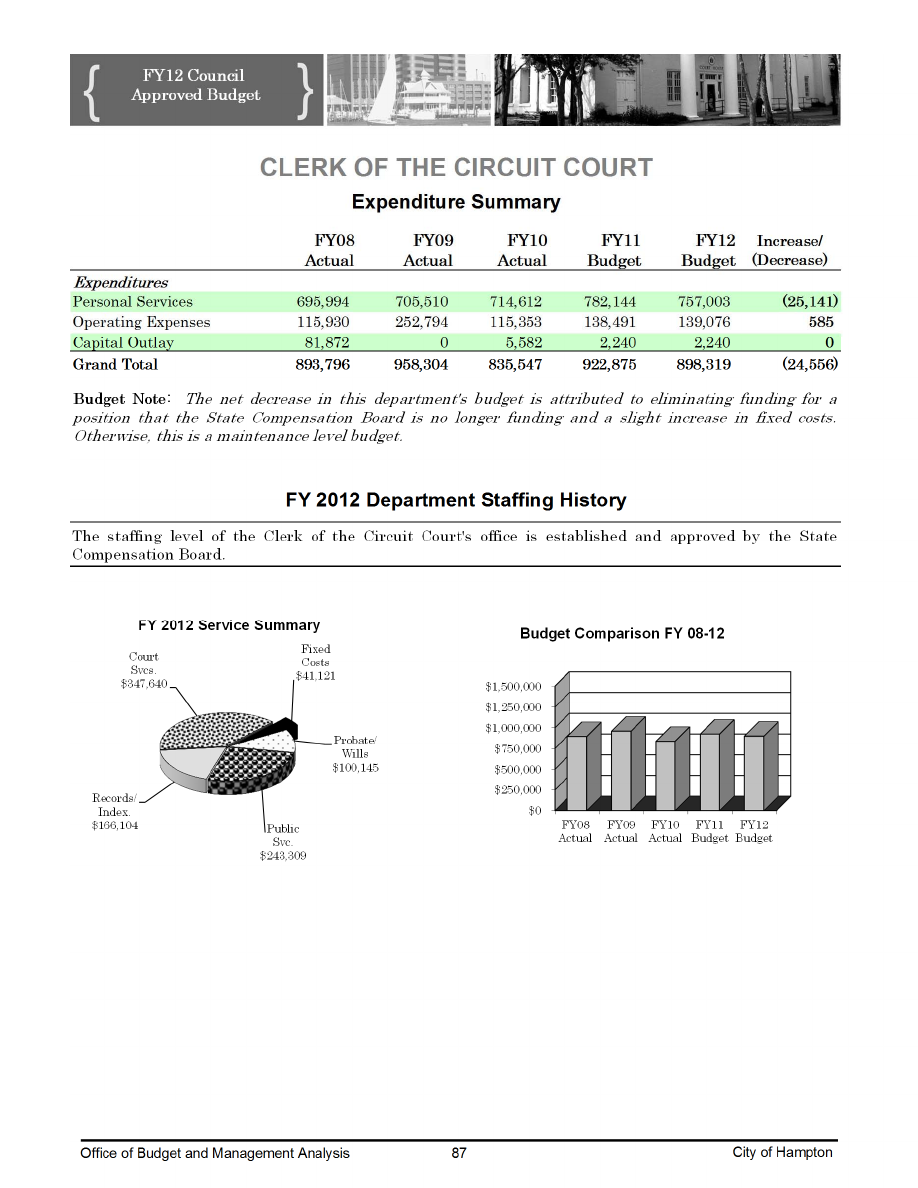 FY12 Council
Approved Budget
CLERK OF THE CIRCUIT COURT
Expenditure Summary
FY08 FY09 FY10 FY11 FY12 Increase/
Actual Actual Actual Budget Budget (Decrease)
Expenditures
Personal Services 695,994 705,510 714,612 782,144 757,003 (25,141)
Operating Expenses 115,930 252,794 115,353 138,491 139,076 585
Capital Outlay 81,872 0 5,582 2,240 2,240 0
Grand Total 893,796 958,304 835,547 922,875 898,319 (24,556)
Budget Note: The net decrease in this department's budget is attributed to eliminating funding for a
position that the State Compensation Board is no longer funding and a slight increase in fixed costs.
Otherwise, this is a maintenance level budget.
FY 2012 Department Staffing History
The staffing level of the Clerk of the Circuit Court's office is established and approved by the State
Compensation Board.
FY 2012 Service Summary
Court
Svcs.
$347,640
Fixed
Costs
$41,121
Probate/
Wills
$100,145
Records/
Index.
$166,104
Public
Svc.
$243,309
Budget Comparison FY 08-12
$1,500,000
$1,250,000
$1,000,000
$750,000
$500,000
$250,000
$0
FY08 FY09 FY10 FY11 FY12
Actual Actual Actual Budget Budget
Office of Budget and Management Analysis 87 City of Hampton